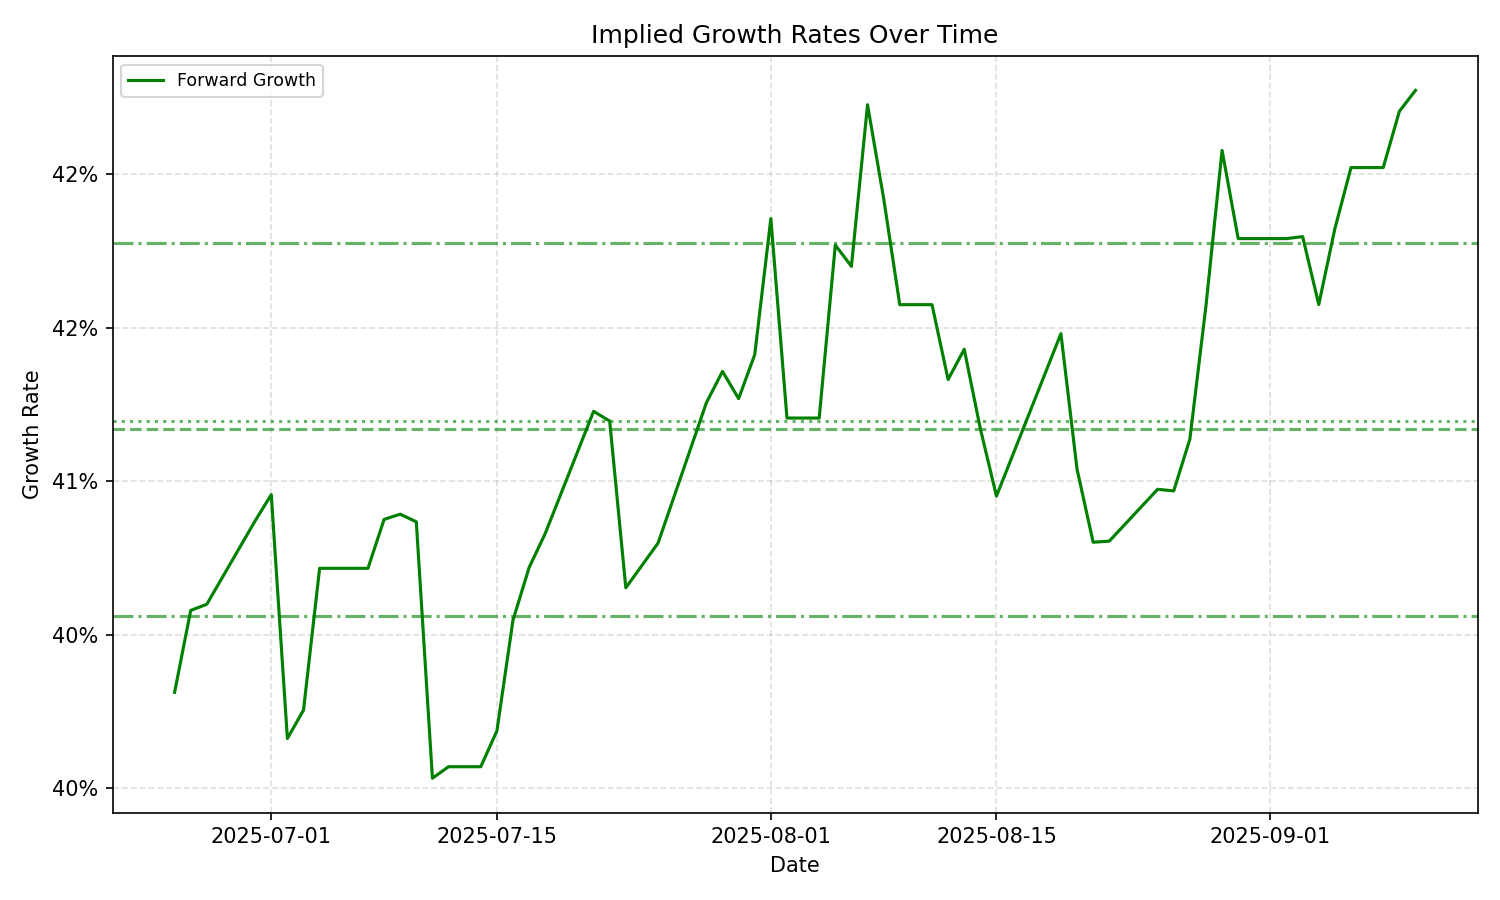 Implied Growth Rates Over Time
Forward Growth
Growth Rate
42%
42%
41%
40%
40%
2025-07-01
2025-07-15
2025-08-01
2025-08-15
2025-09-01
Date